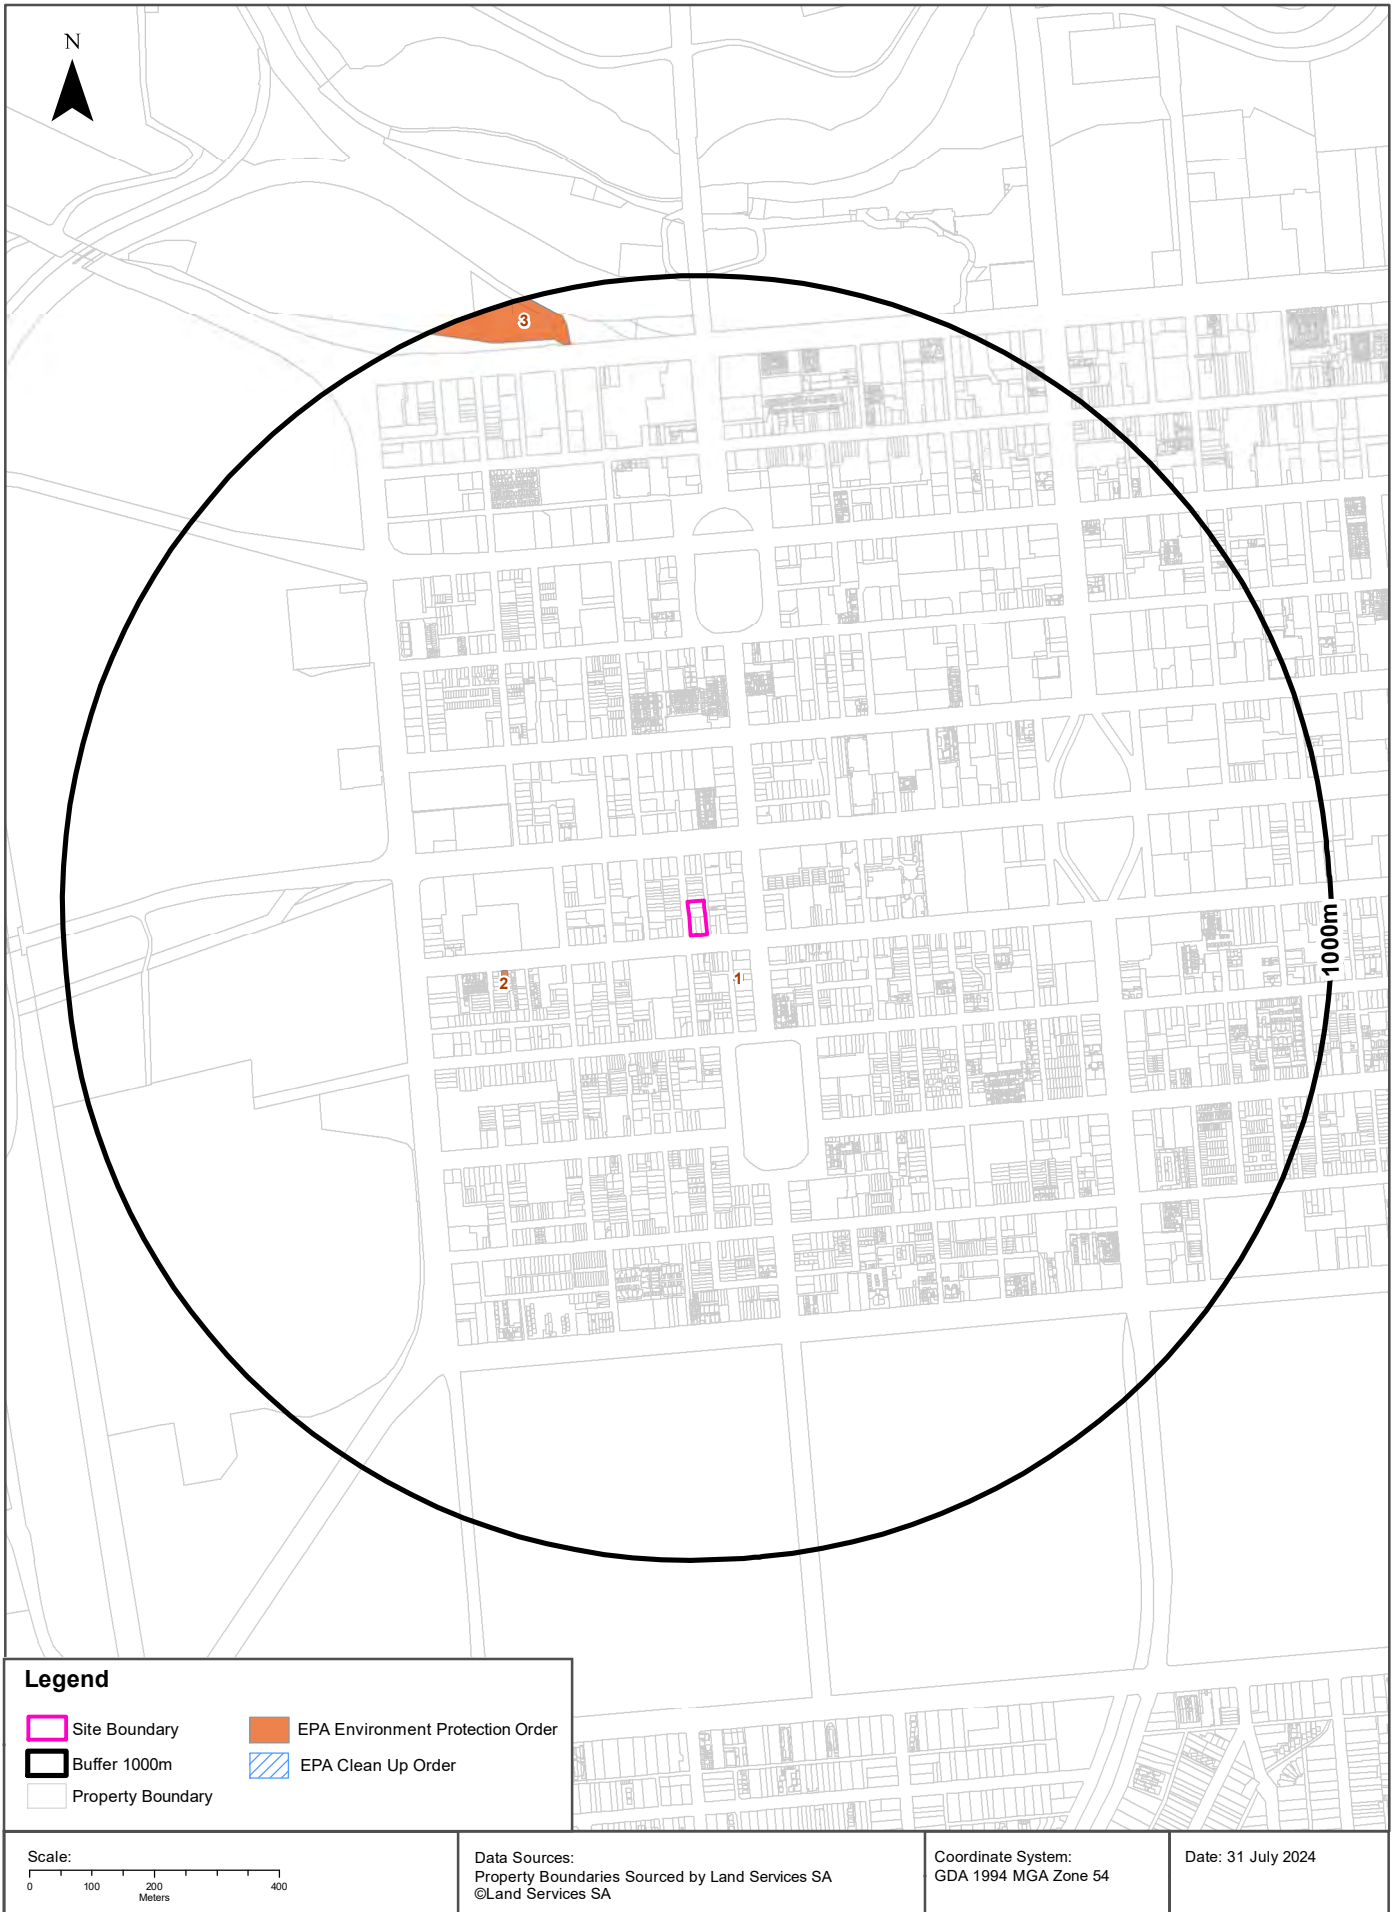 N
3
1000m
2
1
Legend
Site Boundary
EPA Environment Protection Order
Buffer 1000m
EPA Clean Up Order
Property Boundary
Scale:
0 100 200 400
Meters
Data Sources:
Property Boundaries Sourced by Land Services SA
©Land Services SA
Coordinate System:
GDA 1994 MGA Zone 54
Date: 31 July 2024